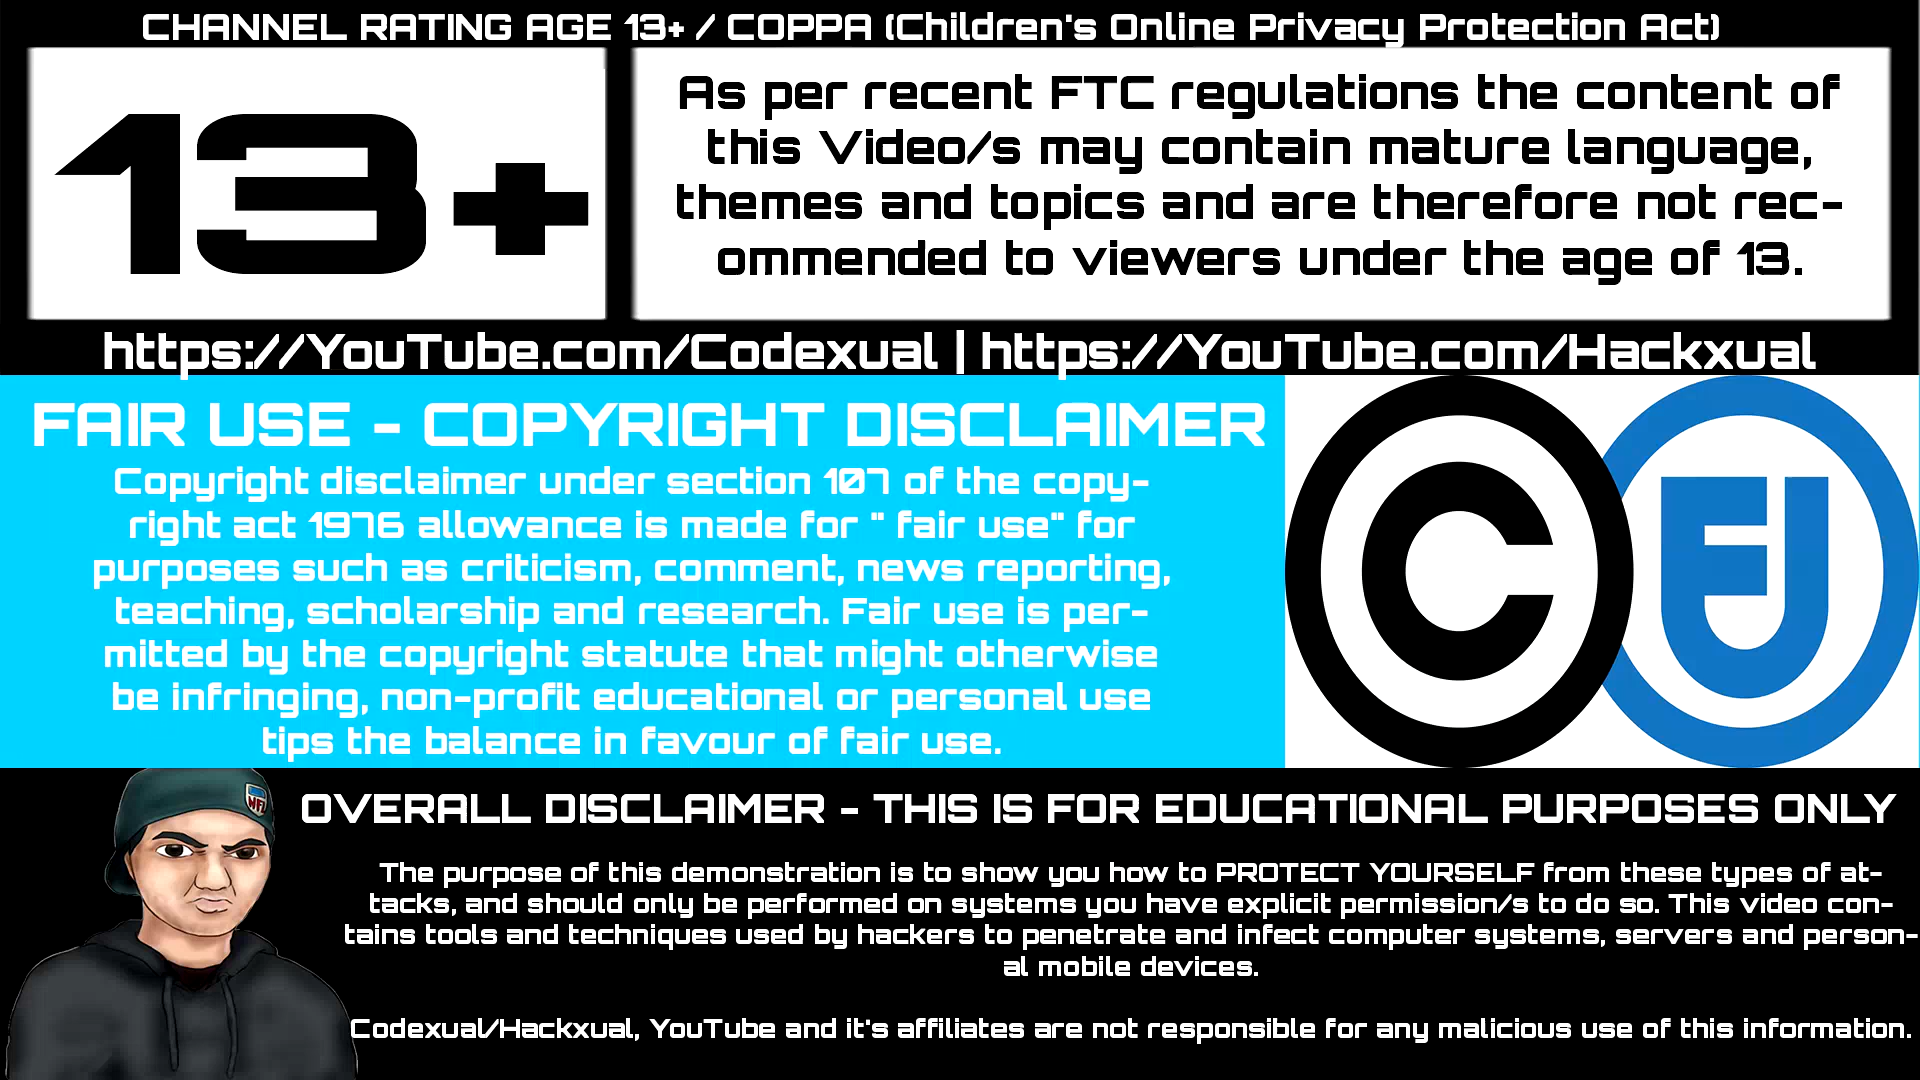 CHANNEL RATING AGE 13+ / COPPA (Children's Online Privacy Protection Act)
13+
As per recent FTC regulations the content of
this Video/s may contain mature language,
themes and topics and are therefore not rec-
ommended to viewers under the age of 13.
https://YouTube.com/Codexual | https://YouTube.com/Hackxual
FAIR USE - COPYRIGHT DISCLAIMER
Copyright disclaimer under section 107 of the copy-
right act 1976 allowance is made for " fair use" for
purposes such as criticism, comment, news reporting,
teaching, scholarship and research. Fair use is per-
mitted by the copyright statute that might otherwise
be infringing, non-profit educational or personal use
tips the balance in favour of fair use.
C FU
NF7
OVERALL DISCLAIMER - THIS IS FOR EDUCATIONAL PURPOSES ONLY
The purpose of this demonstration is to show you how to PROTECT YOURSELF from these types of at-
tacks, and should only be performed on systems you have explicit permission/s to do so. This video con-
tains tools and techniques used by hackers to penetrate and infect computer systems, servers and person-
al mobile devices.
Codexual/Hackxual, YouTube and it's affiliates are not responsible for any malicious use of this information.